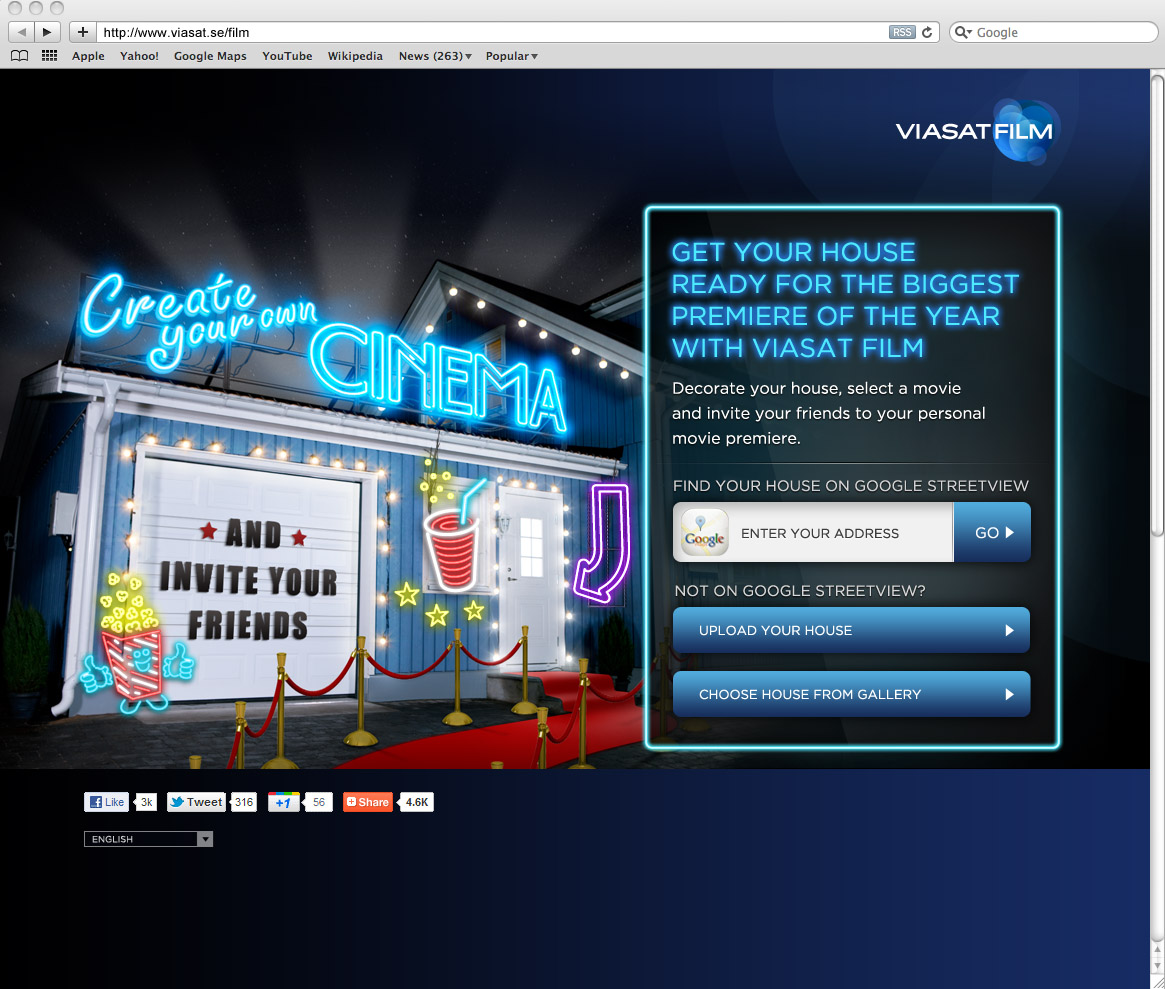 http://www.viasat.se/film
RSS
Google
Apple
Yahoo!
Google Maps
YouTube
Wikipedia
News (263)
Popular
VIASAT FILM
Create
your own
CINEMA
AND
INVITE YOUR
FRIENDS
GET YOUR HOUSE
READY FOR THE BIGGEST
PREMIERE OF THE YEAR
WITH VIASAT FILM
Decorate your house, select a movie
and invite your friends to your personal
movie premiere.
FIND YOUR HOUSE ON GOOGLE STREETVIEW
Google
ENTER YOUR ADDRESS
GO
NOT ON GOOGLE STREETVIEW?
UPLOAD YOUR HOUSE
CHOOSE HOUSE FROM GALLERY
Like 3k
Tweet 316
+1 56
Share 4.6K
ENGLISH